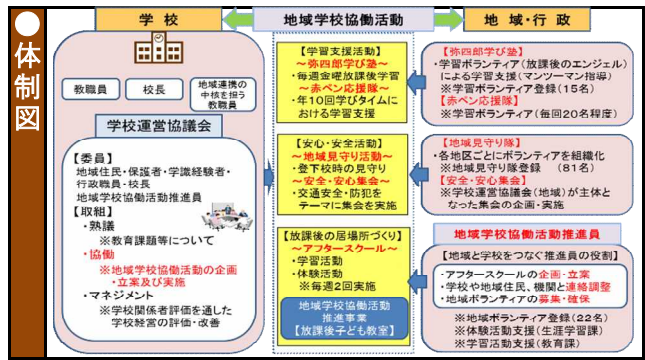 ●体制図
学校
地域学校協働活動
地域・行政
教職員
校長
地域連携の
中核を担う
教職員
学校運営協議会
【委員】
地域住民・保護者・学識経験者・
行政職員・校長
地域学校協働活動推進員
【取組】
・熟議
※教育課題等について
・協働
※地域学校協働活動の企画
・立案及び実施
・マネジメント
※学校関係者評価を通した
学校経営の評価・改善
【学習支援活動】
～弥四郎学び塾～
・毎週金曜放課後学習
～赤ペン応援隊～
・年10回学びタイムに
おける学習支援
【安心・安全活動】
～地域見守り活動～
・登下校時の見守り
～安全・安心集会～
・交通安全・防犯を
テーマに集会を実施
【放課後の居場所づくり】
～アフタースクール～
・学習活動
・体験活動
※毎週2回実施
地域学校協働活動
推進事業
【放課後子ども教室】
【弥四郎学び塾】
・学習ボランティア(放課後のエンジェル)
による学習支援(マンツーマン指導)
※学習ボランティア登録(15名)
【赤ペン応援隊】
※学習ボランティア(毎回20名程度)
【地域見守り隊】
・各地区ごとにボランティアを組織化
※地域見守り隊登録 (81名)
【安全・安心集会】
※学校運営協議会(地域)が主体と
なった集会の企画・実施
地域学校協働活動推進員
【地域と学校をつなぐ推進員の役割】
・アフタースクールの企画・立案
・学校や地域住民、機関と連絡調整
・地域ボランティアの募集・確保
※地域ボランティア登録(22名)
※体験活動支援(生涯学習課)
※学習活動支援(教育課)